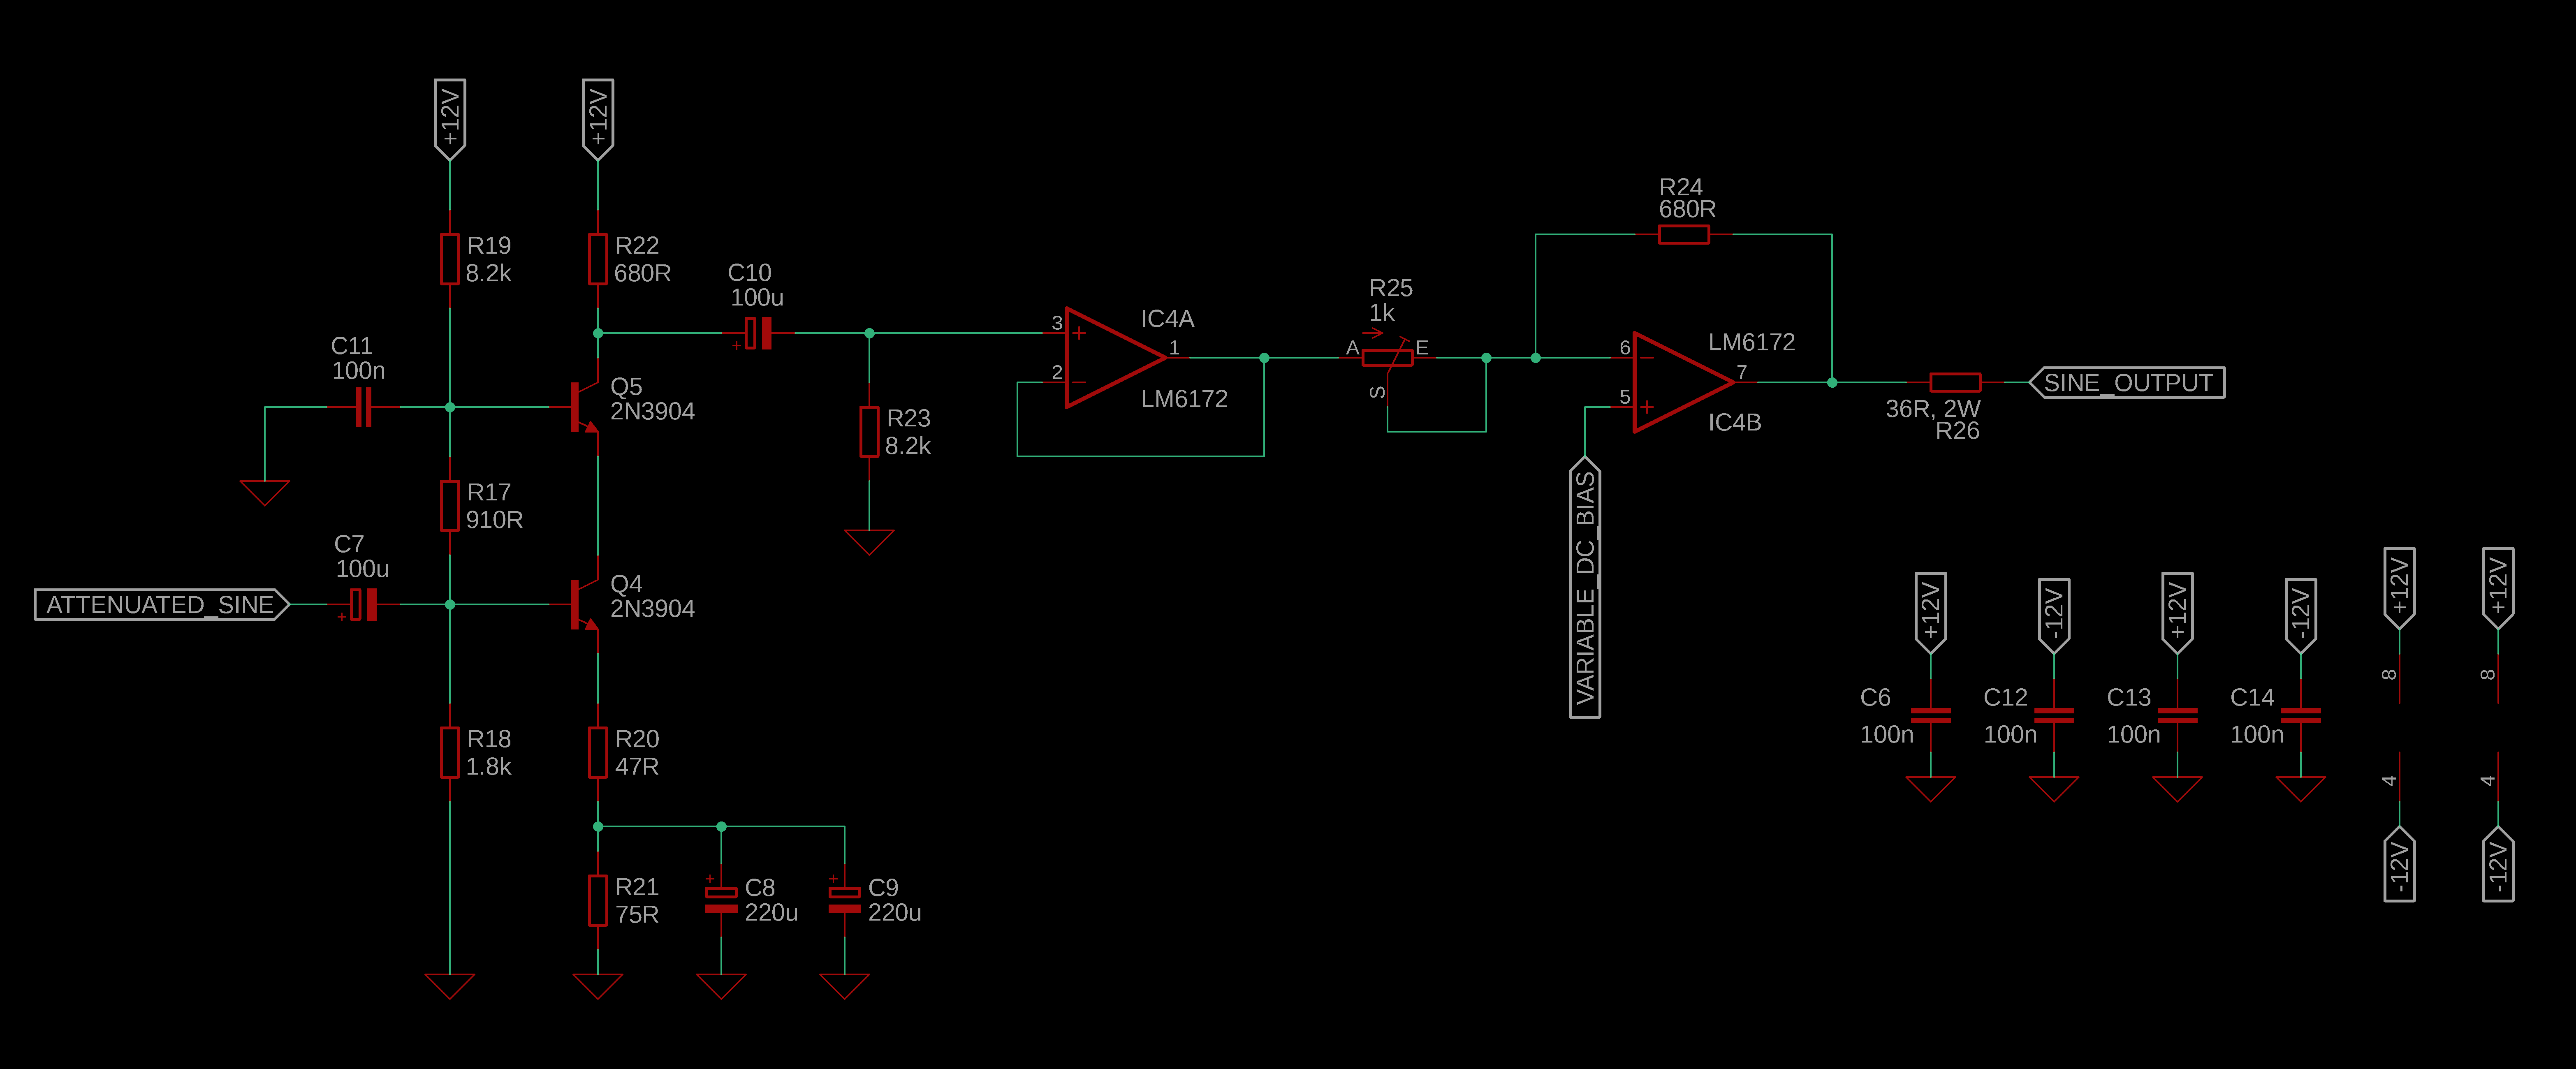 +12V
+12V
R19
8.2k
R22
680R
C10
100u
C11
100n
Q5
2N3904
R23
8.2k
R17
910R
C7
100u
ATTENUATED_SINE
Q4
2N3904
R18
1.8k
R20
47R
R21
75R
C8
220u
C9
220u
3
2
1
IC4A
LM6172
R25
1k
A
E
S
R24
680R
6
5
7
LM6172
IC4B
VARIABLE_DC_BIAS
SINE_OUTPUT
36R, 2W
R26
+12V
-12V
+12V
-12V
C6
100n
C12
100n
C13
100n
C14
100n
+12V
+12V
8
8
4
4
-12V
-12V